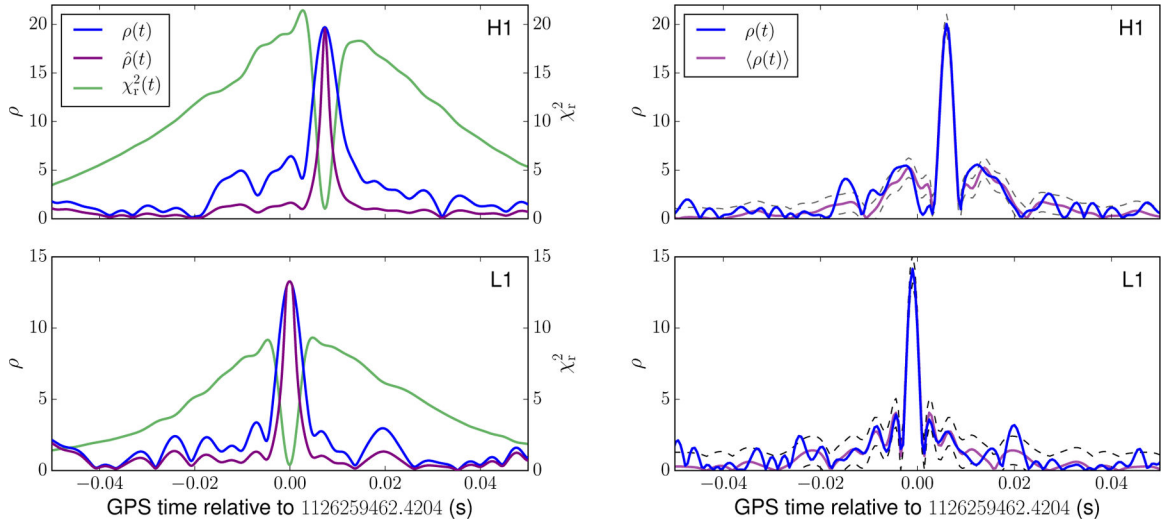 H1
ρ(t)
ρ̂(t)
χ²ᵣ(t)
ρ
χ²ᵣ
20
15
10
5
0
20
15
10
5
0
L1
ρ
χ²ᵣ
15
10
5
0
15
10
5
0
−0.04 −0.02 0.00 0.02 0.04
GPS time relative to 1126259462.4204 (s)
H1
ρ(t)
⟨ρ(t)⟩
ρ
20
15
10
5
0
L1
ρ
15
10
5
0
−0.04 −0.02 0.00 0.02 0.04
GPS time relative to 1126259462.4204 (s)